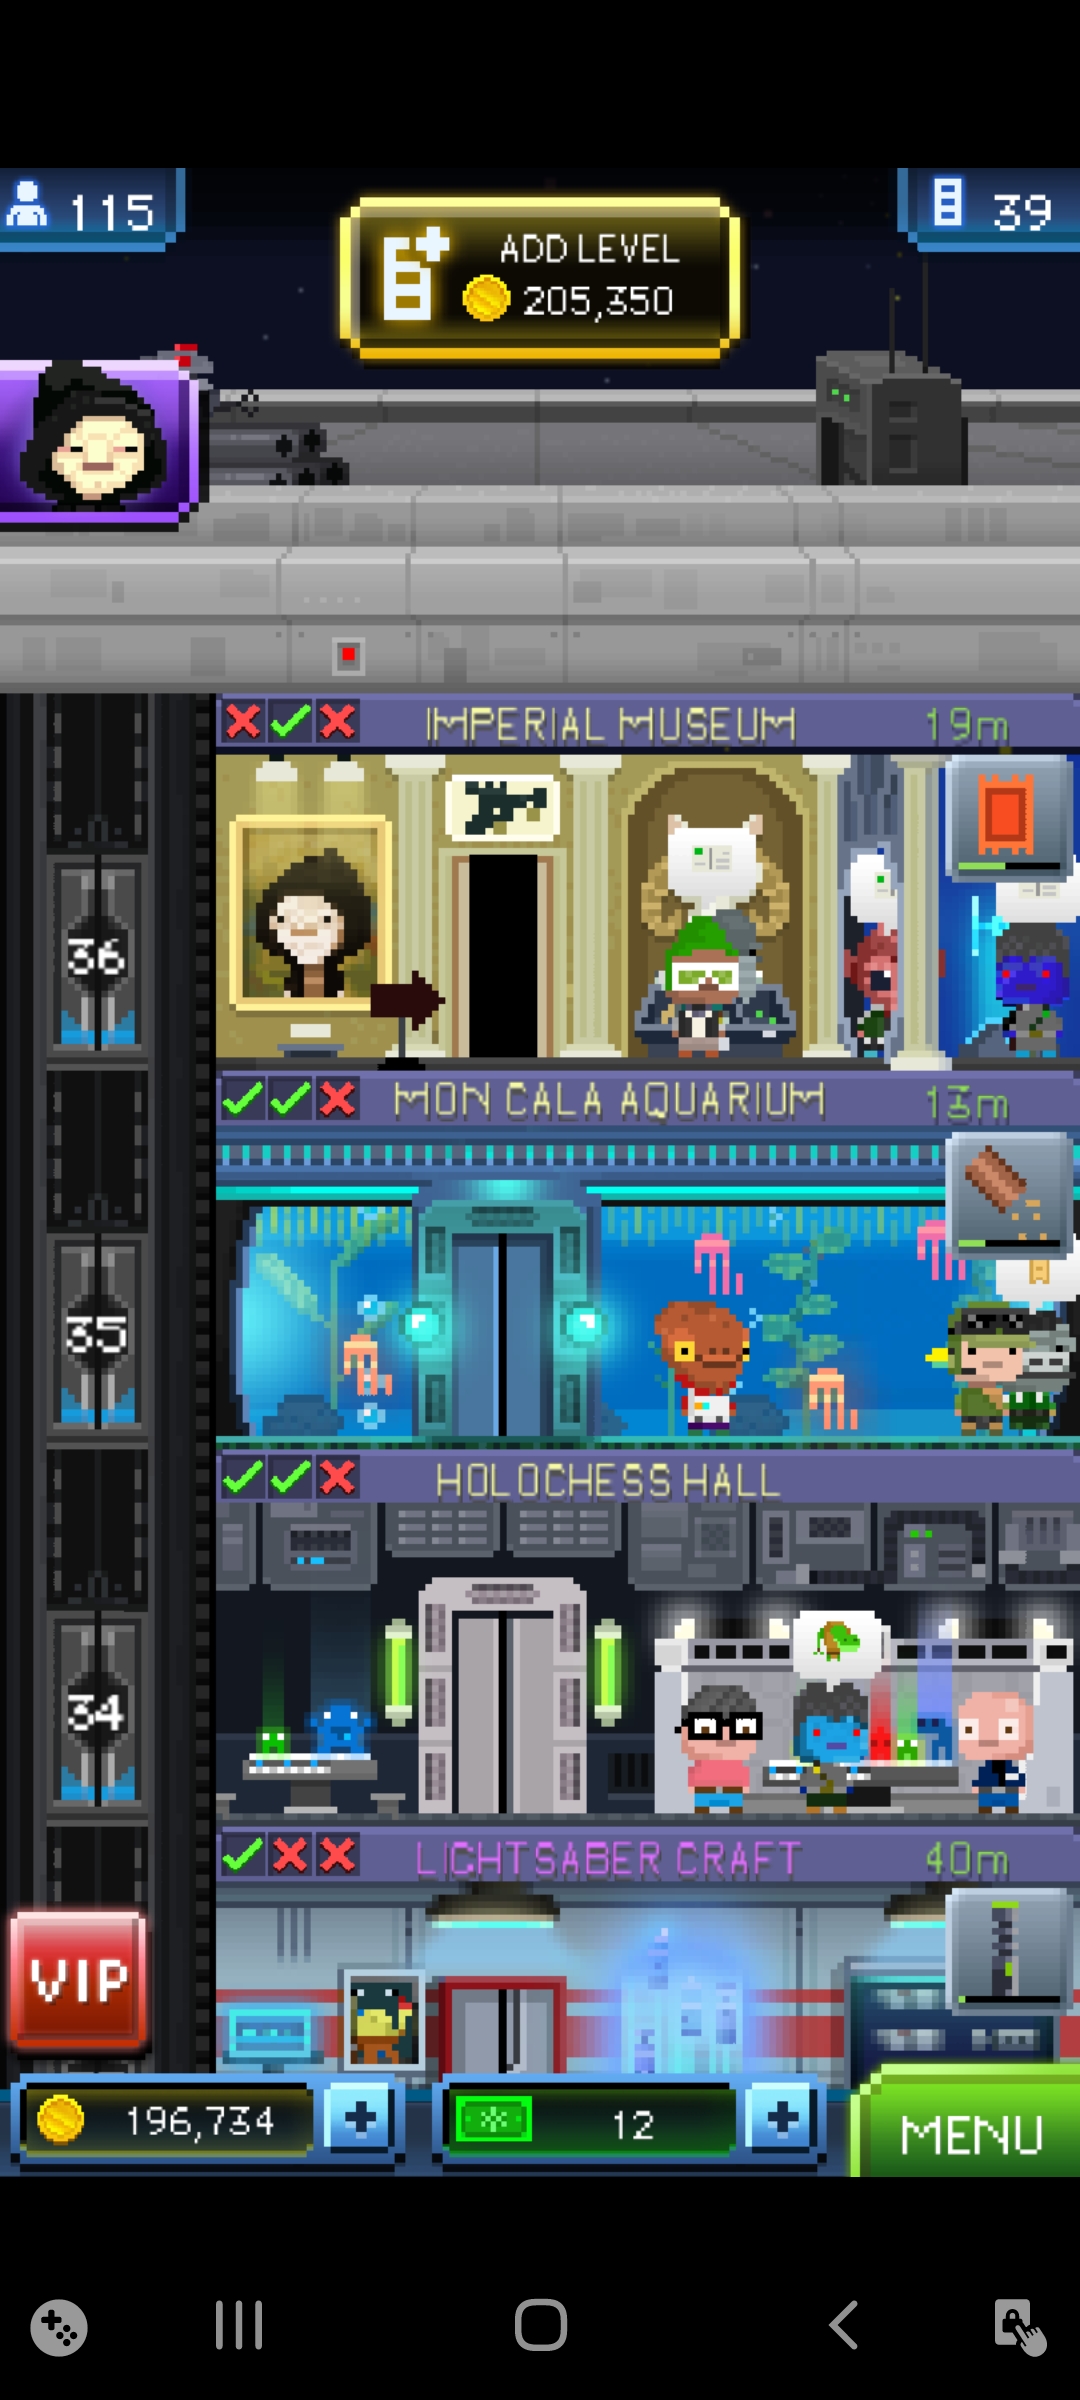 115
ADD LEVEL
205,350
39
IMPERIAL MUSEUM 19m
36
MON CALA AQUARIUM 13m
35
HOLOCHESS HALL
34
LIGHTSABER CRAFT 40m
VIP
196,734
12
MENU